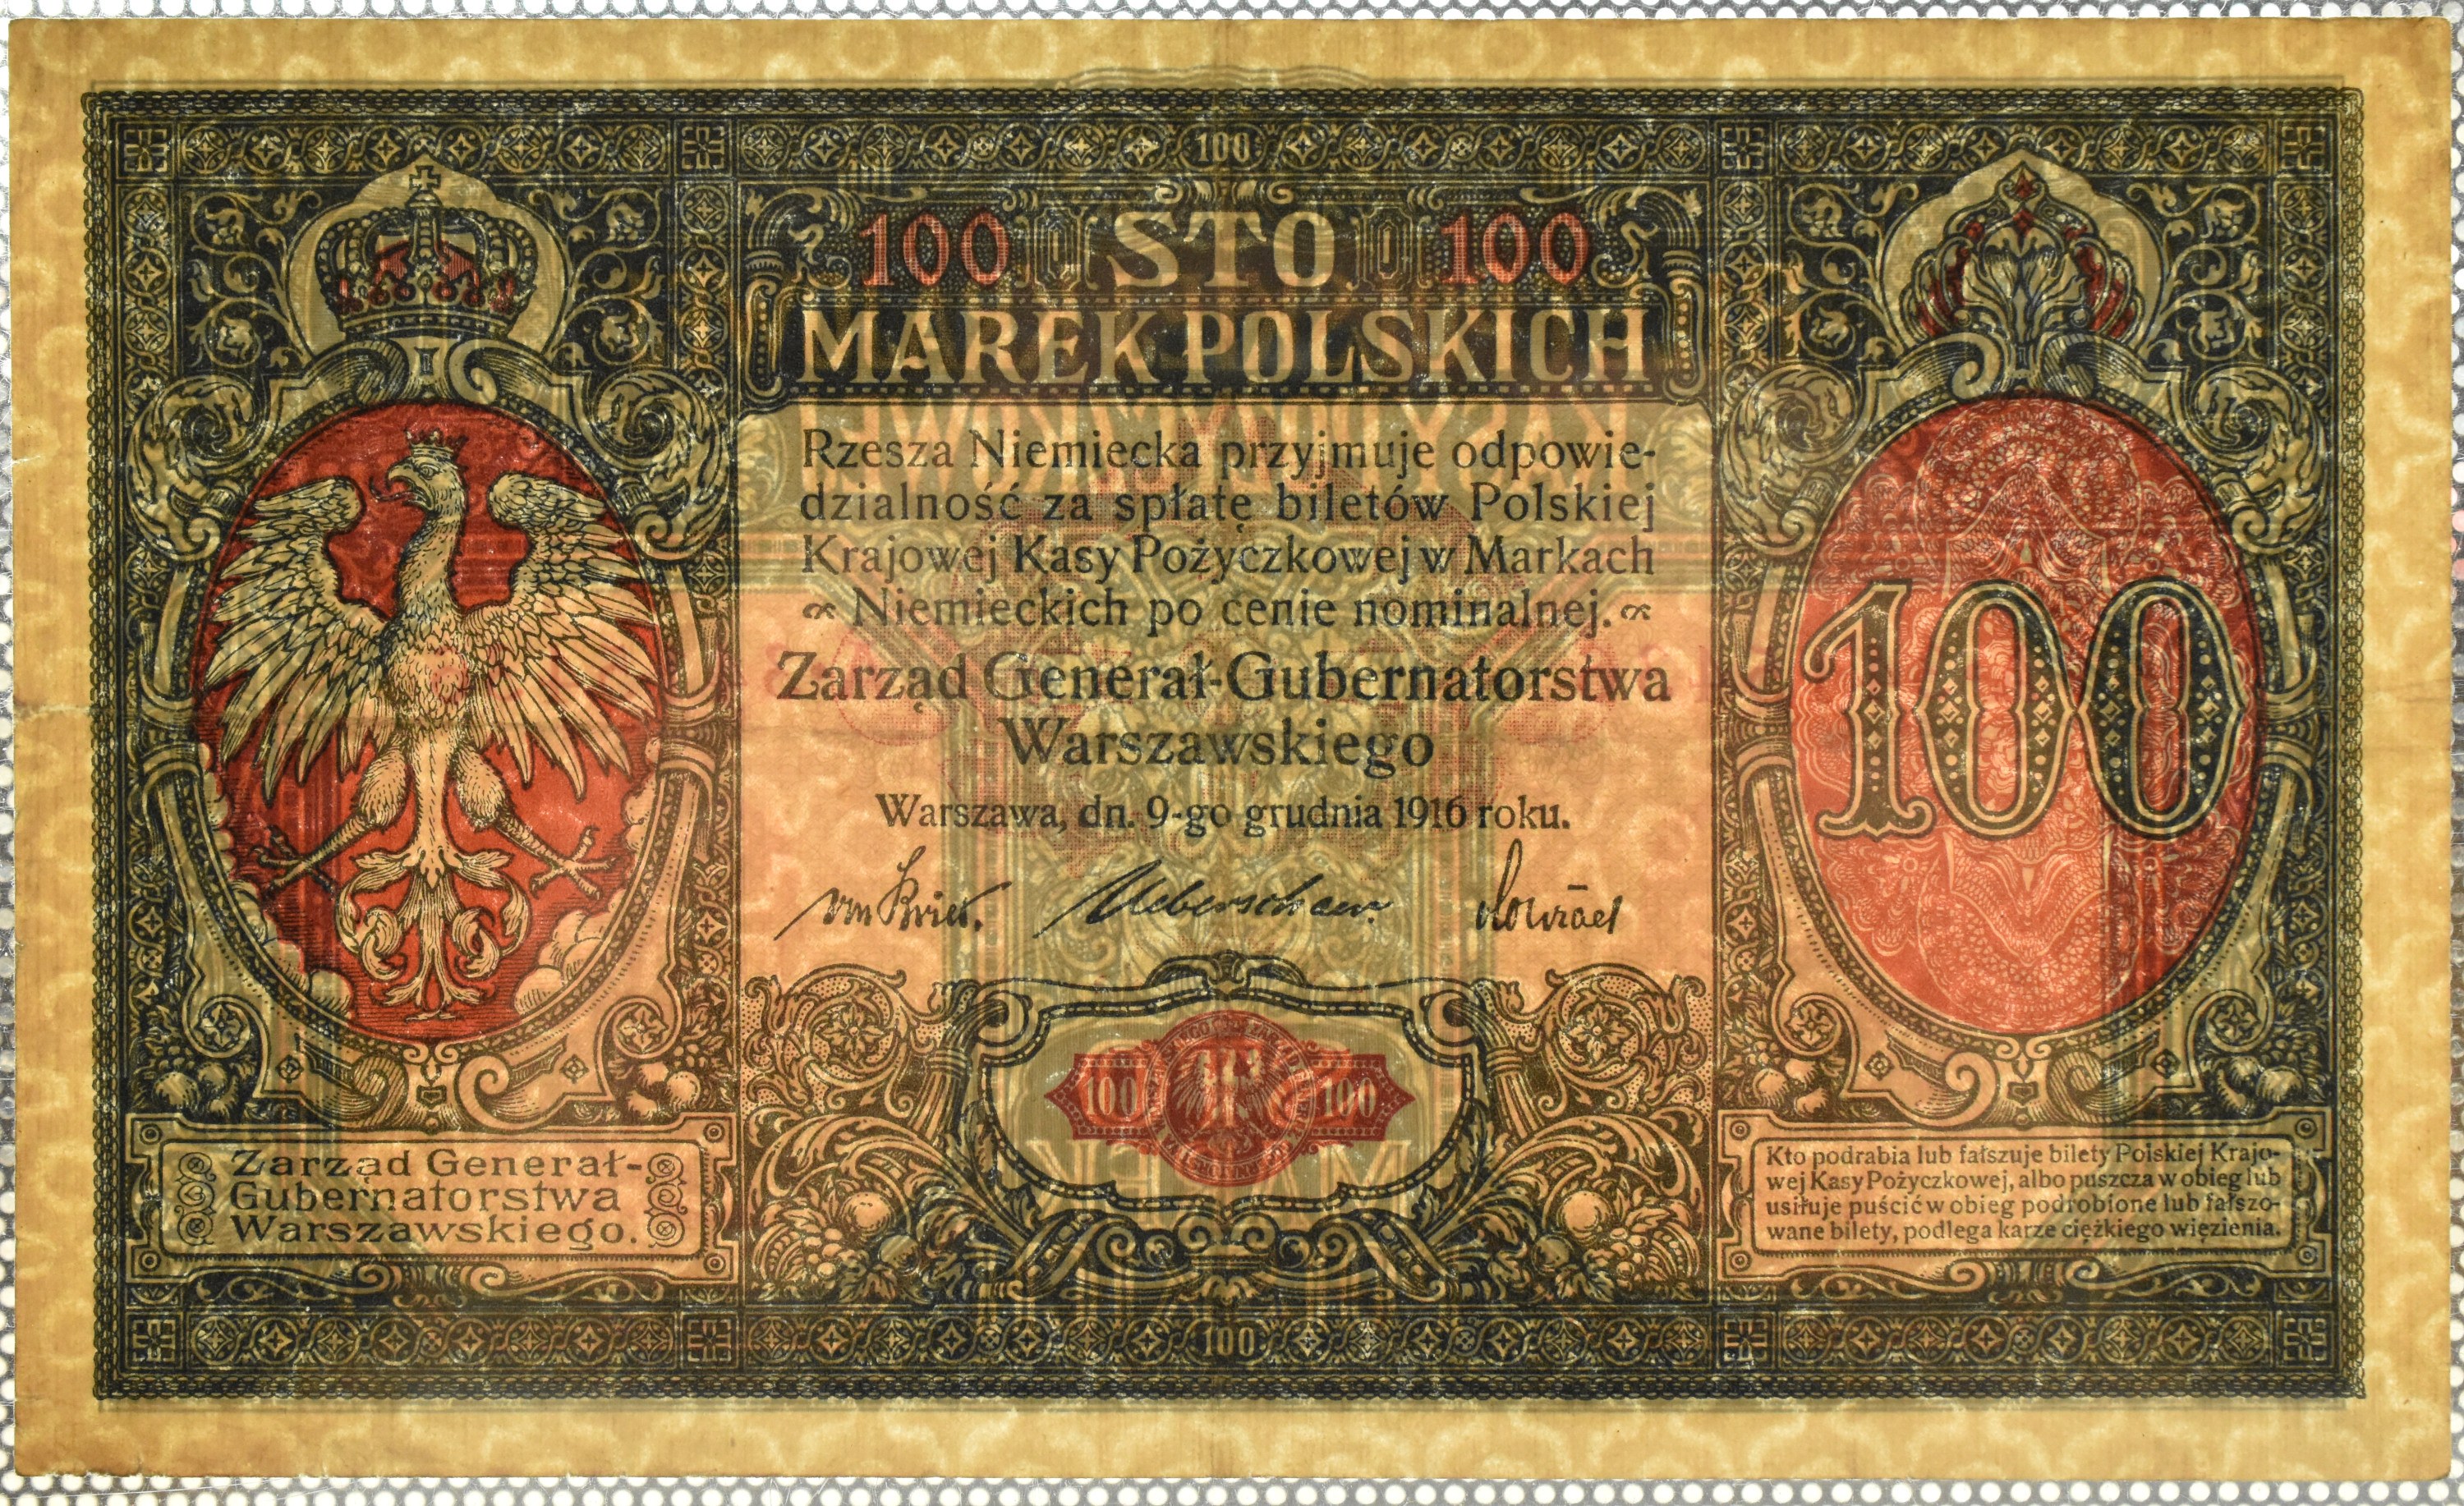 100
100 STO 100
MAREK POLSKICH
Rzesza Niemiecka przyjmuje odpowie-
dzialność za spłatę biletów Polskiej
Krajowej Kasy Pożyczkowej w Markach
Niemieckich po cenie nominalnej.
Zarząd Generał-Gubernatorstwa
Warszawskiego
Warszawa, dn. 9-go grudnia 1916 roku.
100
100 100
Zarząd Generał-
Gubernatorstwa
Warszawskiego.
Kto podrabia lub fałszuje bilety Polskiej Krajo-
wej Kasy Pożyczkowej, albo puszcza w obieg lub
usiłuje puścić w obieg podrobione lub fałszo-
wane bilety, podlega karze ciężkiego więzienia.
100